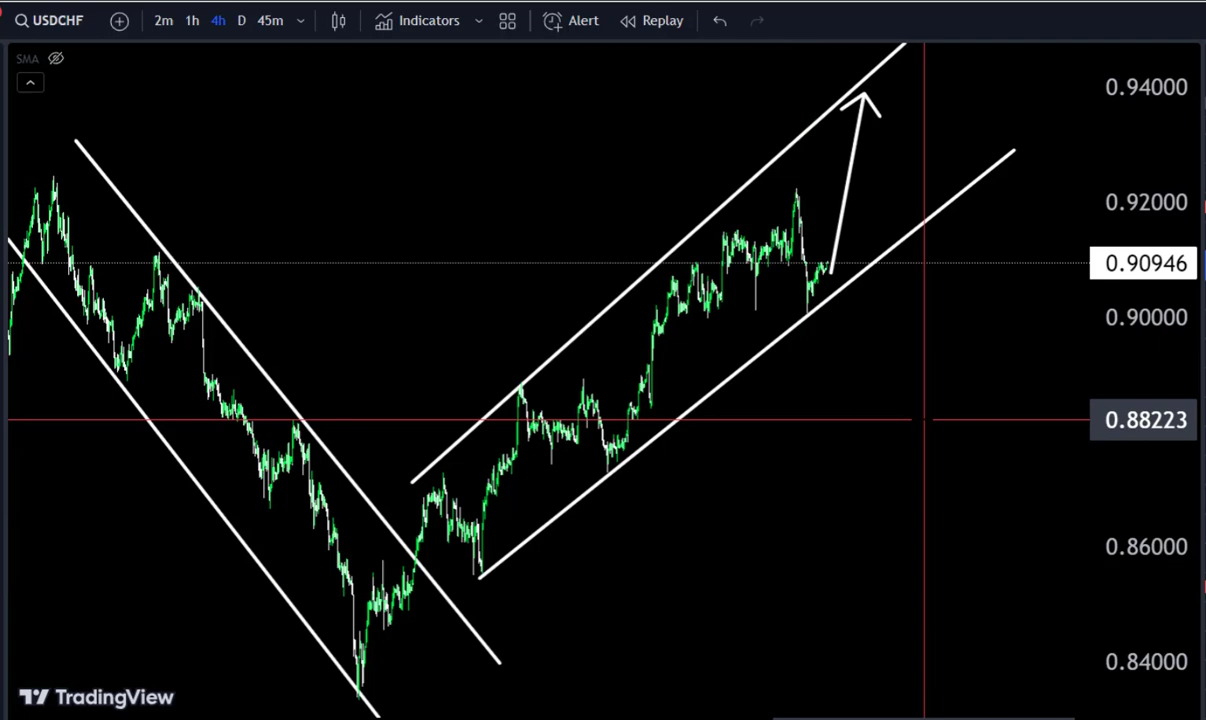 USDCHF 2m 1h 4h D 45m Indicators Alert Replay
SMA
0.94000
0.92000
0.90946
0.90000
0.88223
0.86000
0.84000
TradingView